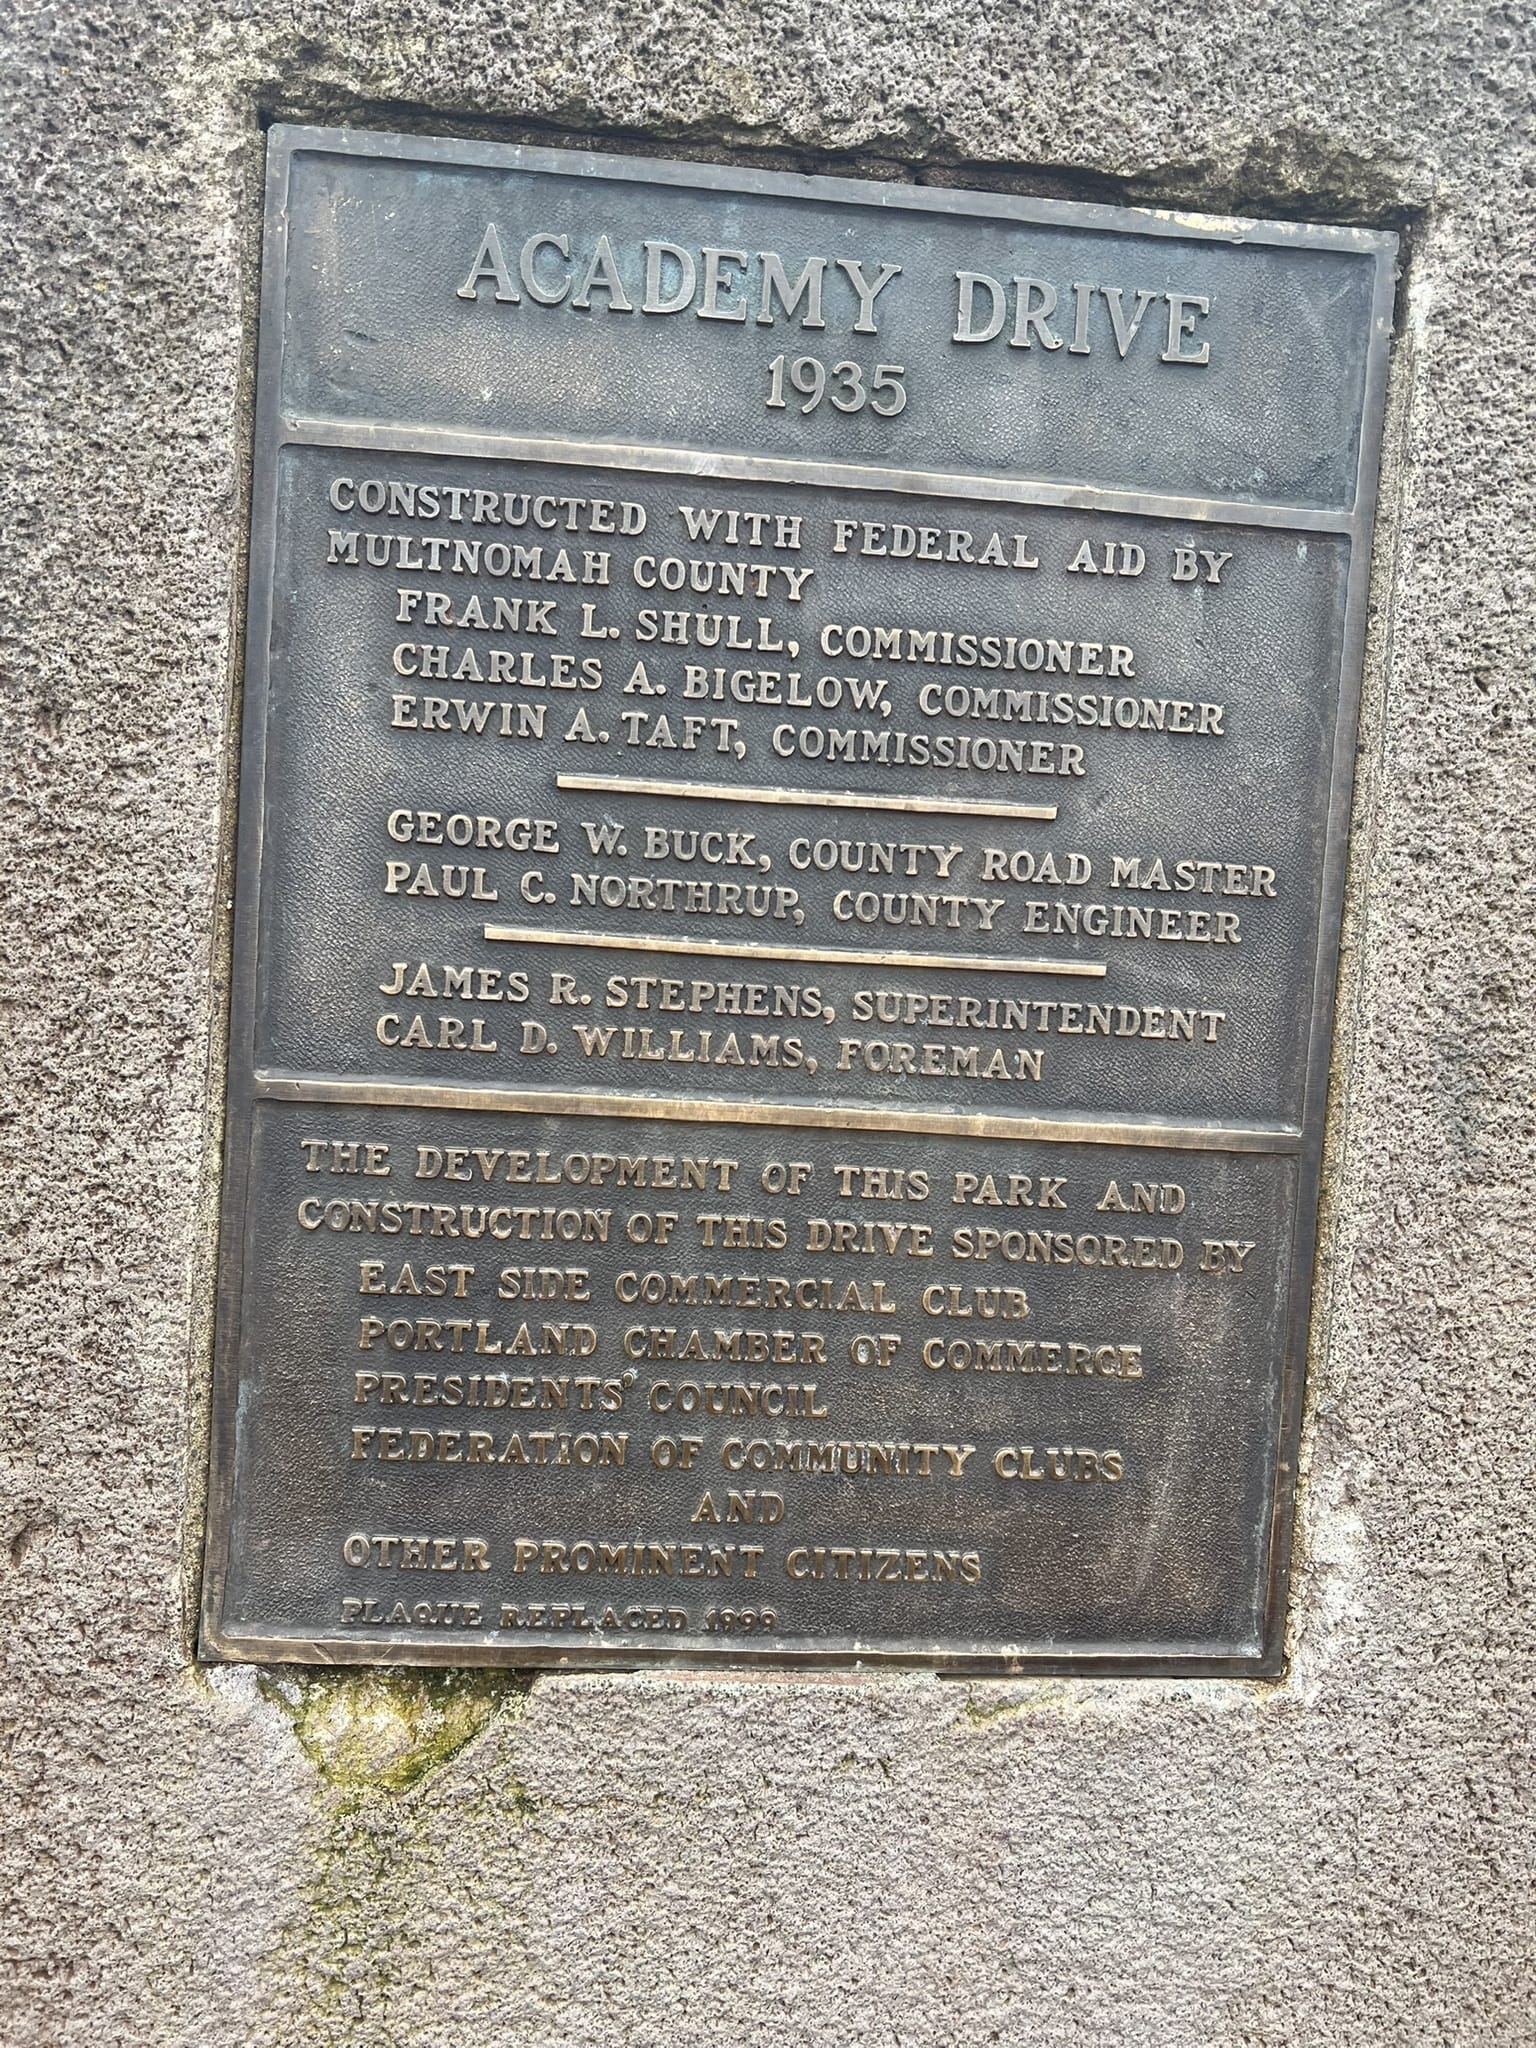 ACADEMY DRIVE
1935
CONSTRUCTED WITH FEDERAL AID BY
MULTNOMAH COUNTY
FRANK L. SHULL, COMMISSIONER
CHARLES A. BIGELOW, COMMISSIONER
ERWIN A. TAFT, COMMISSIONER
GEORGE W. BUCK, COUNTY ROAD MASTER
PAUL C. NORTHRUP, COUNTY ENGINEER
JAMES R. STEPHENS, SUPERINTENDENT
CARL D. WILLIAMS, FOREMAN
THE DEVELOPMENT OF THIS PARK AND
CONSTRUCTION OF THIS DRIVE SPONSORED BY
EAST SIDE COMMERCIAL CLUB
PORTLAND CHAMBER OF COMMERCE
PRESIDENTS' COUNCIL
FEDERATION OF COMMUNITY CLUBS
AND
OTHER PROMINENT CITIZENS
PLAQUE REPLACED 1999